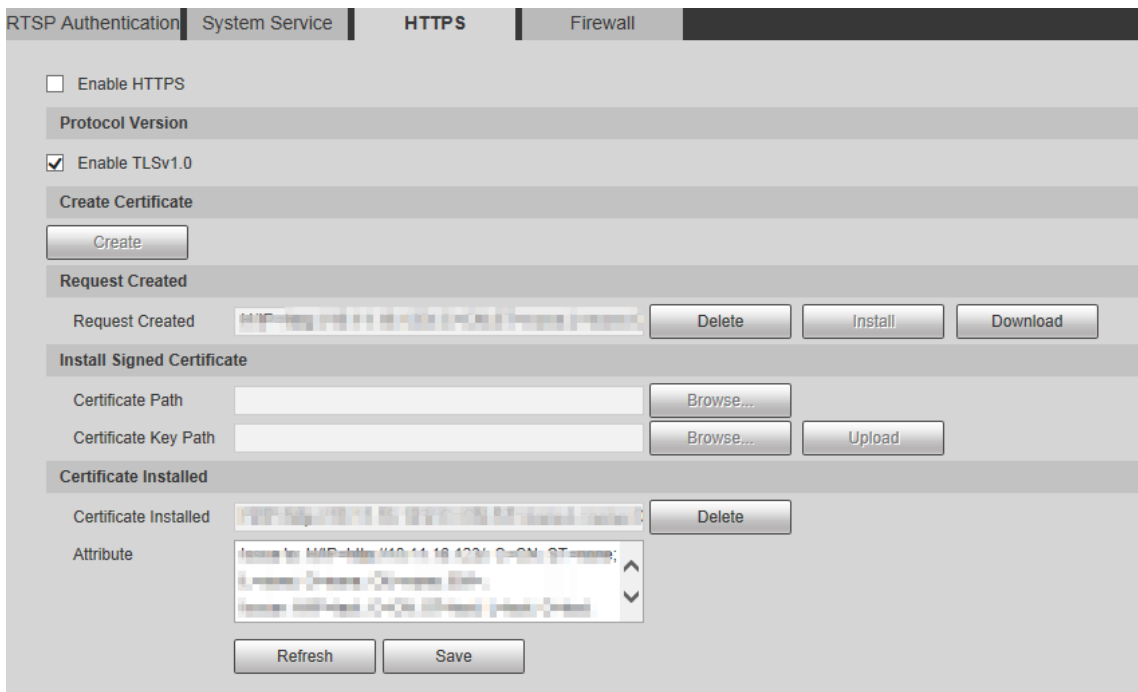 RTSP Authentication System Service HTTPS Firewall
Enable HTTPS
Protocol Version
Enable TLSv1.0
Create Certificate
Create
Request Created
Request Created Delete Install Download
Install Signed Certificate
Certificate Path Browse...
Certificate Key Path Browse... Upload
Certificate Installed
Certificate Installed Delete
Attribute
Refresh Save